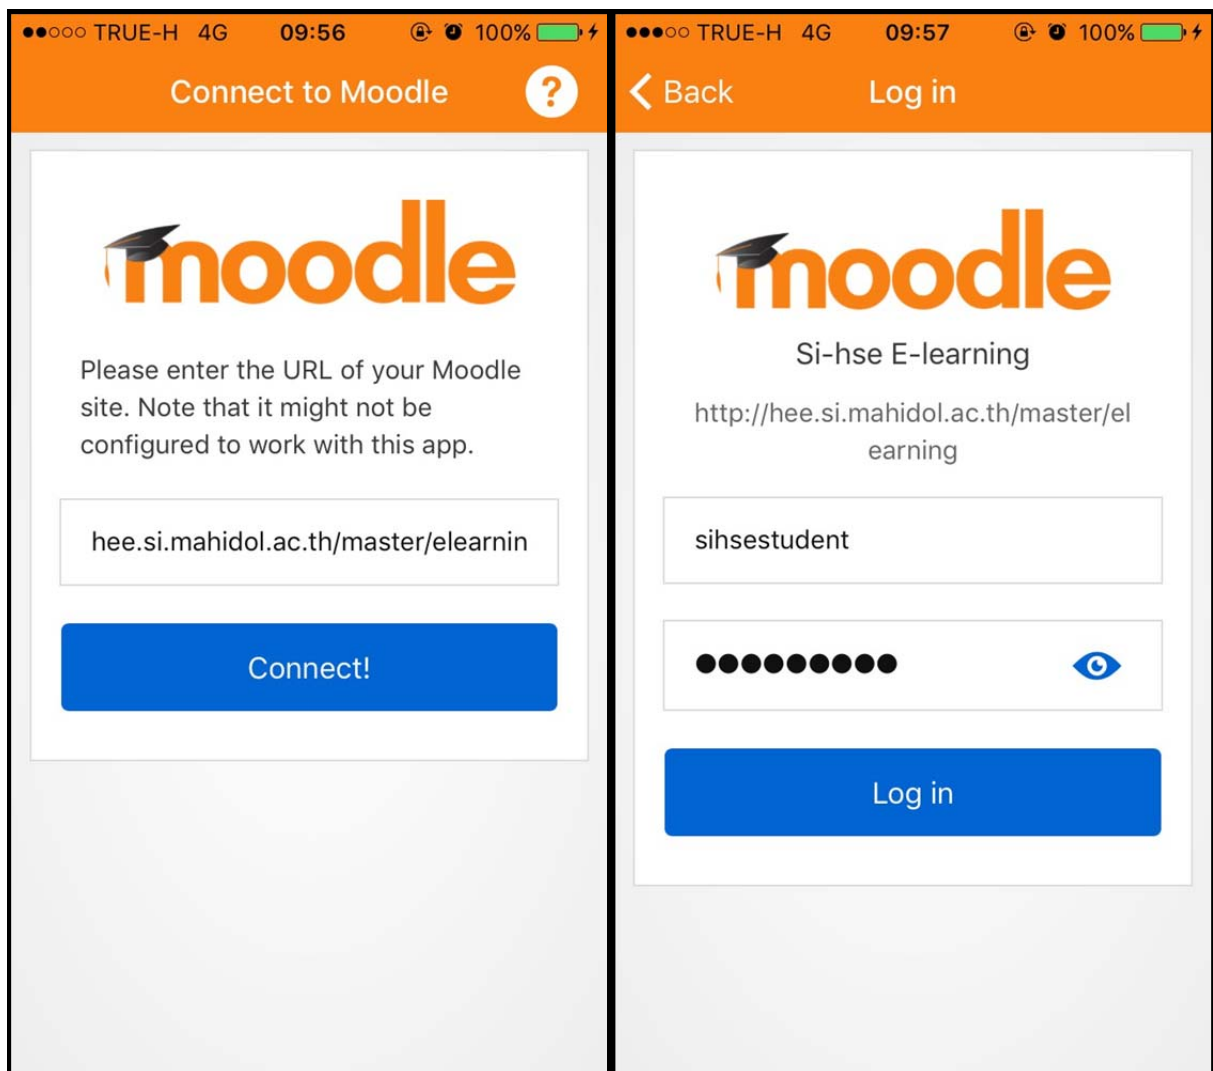 TRUE-H 4G 09:56 100%
Connect to Moodle ?
moodle
Please enter the URL of your Moodle
site. Note that it might not be
configured to work with this app.
hee.si.mahidol.ac.th/master/elearnin
Connect!
TRUE-H 4G 09:57 100%
Back Log in
moodle
Si-hse E-learning
http://hee.si.mahidol.ac.th/master/el
earning
sihsestudent
●●●●●●●●●
Log in